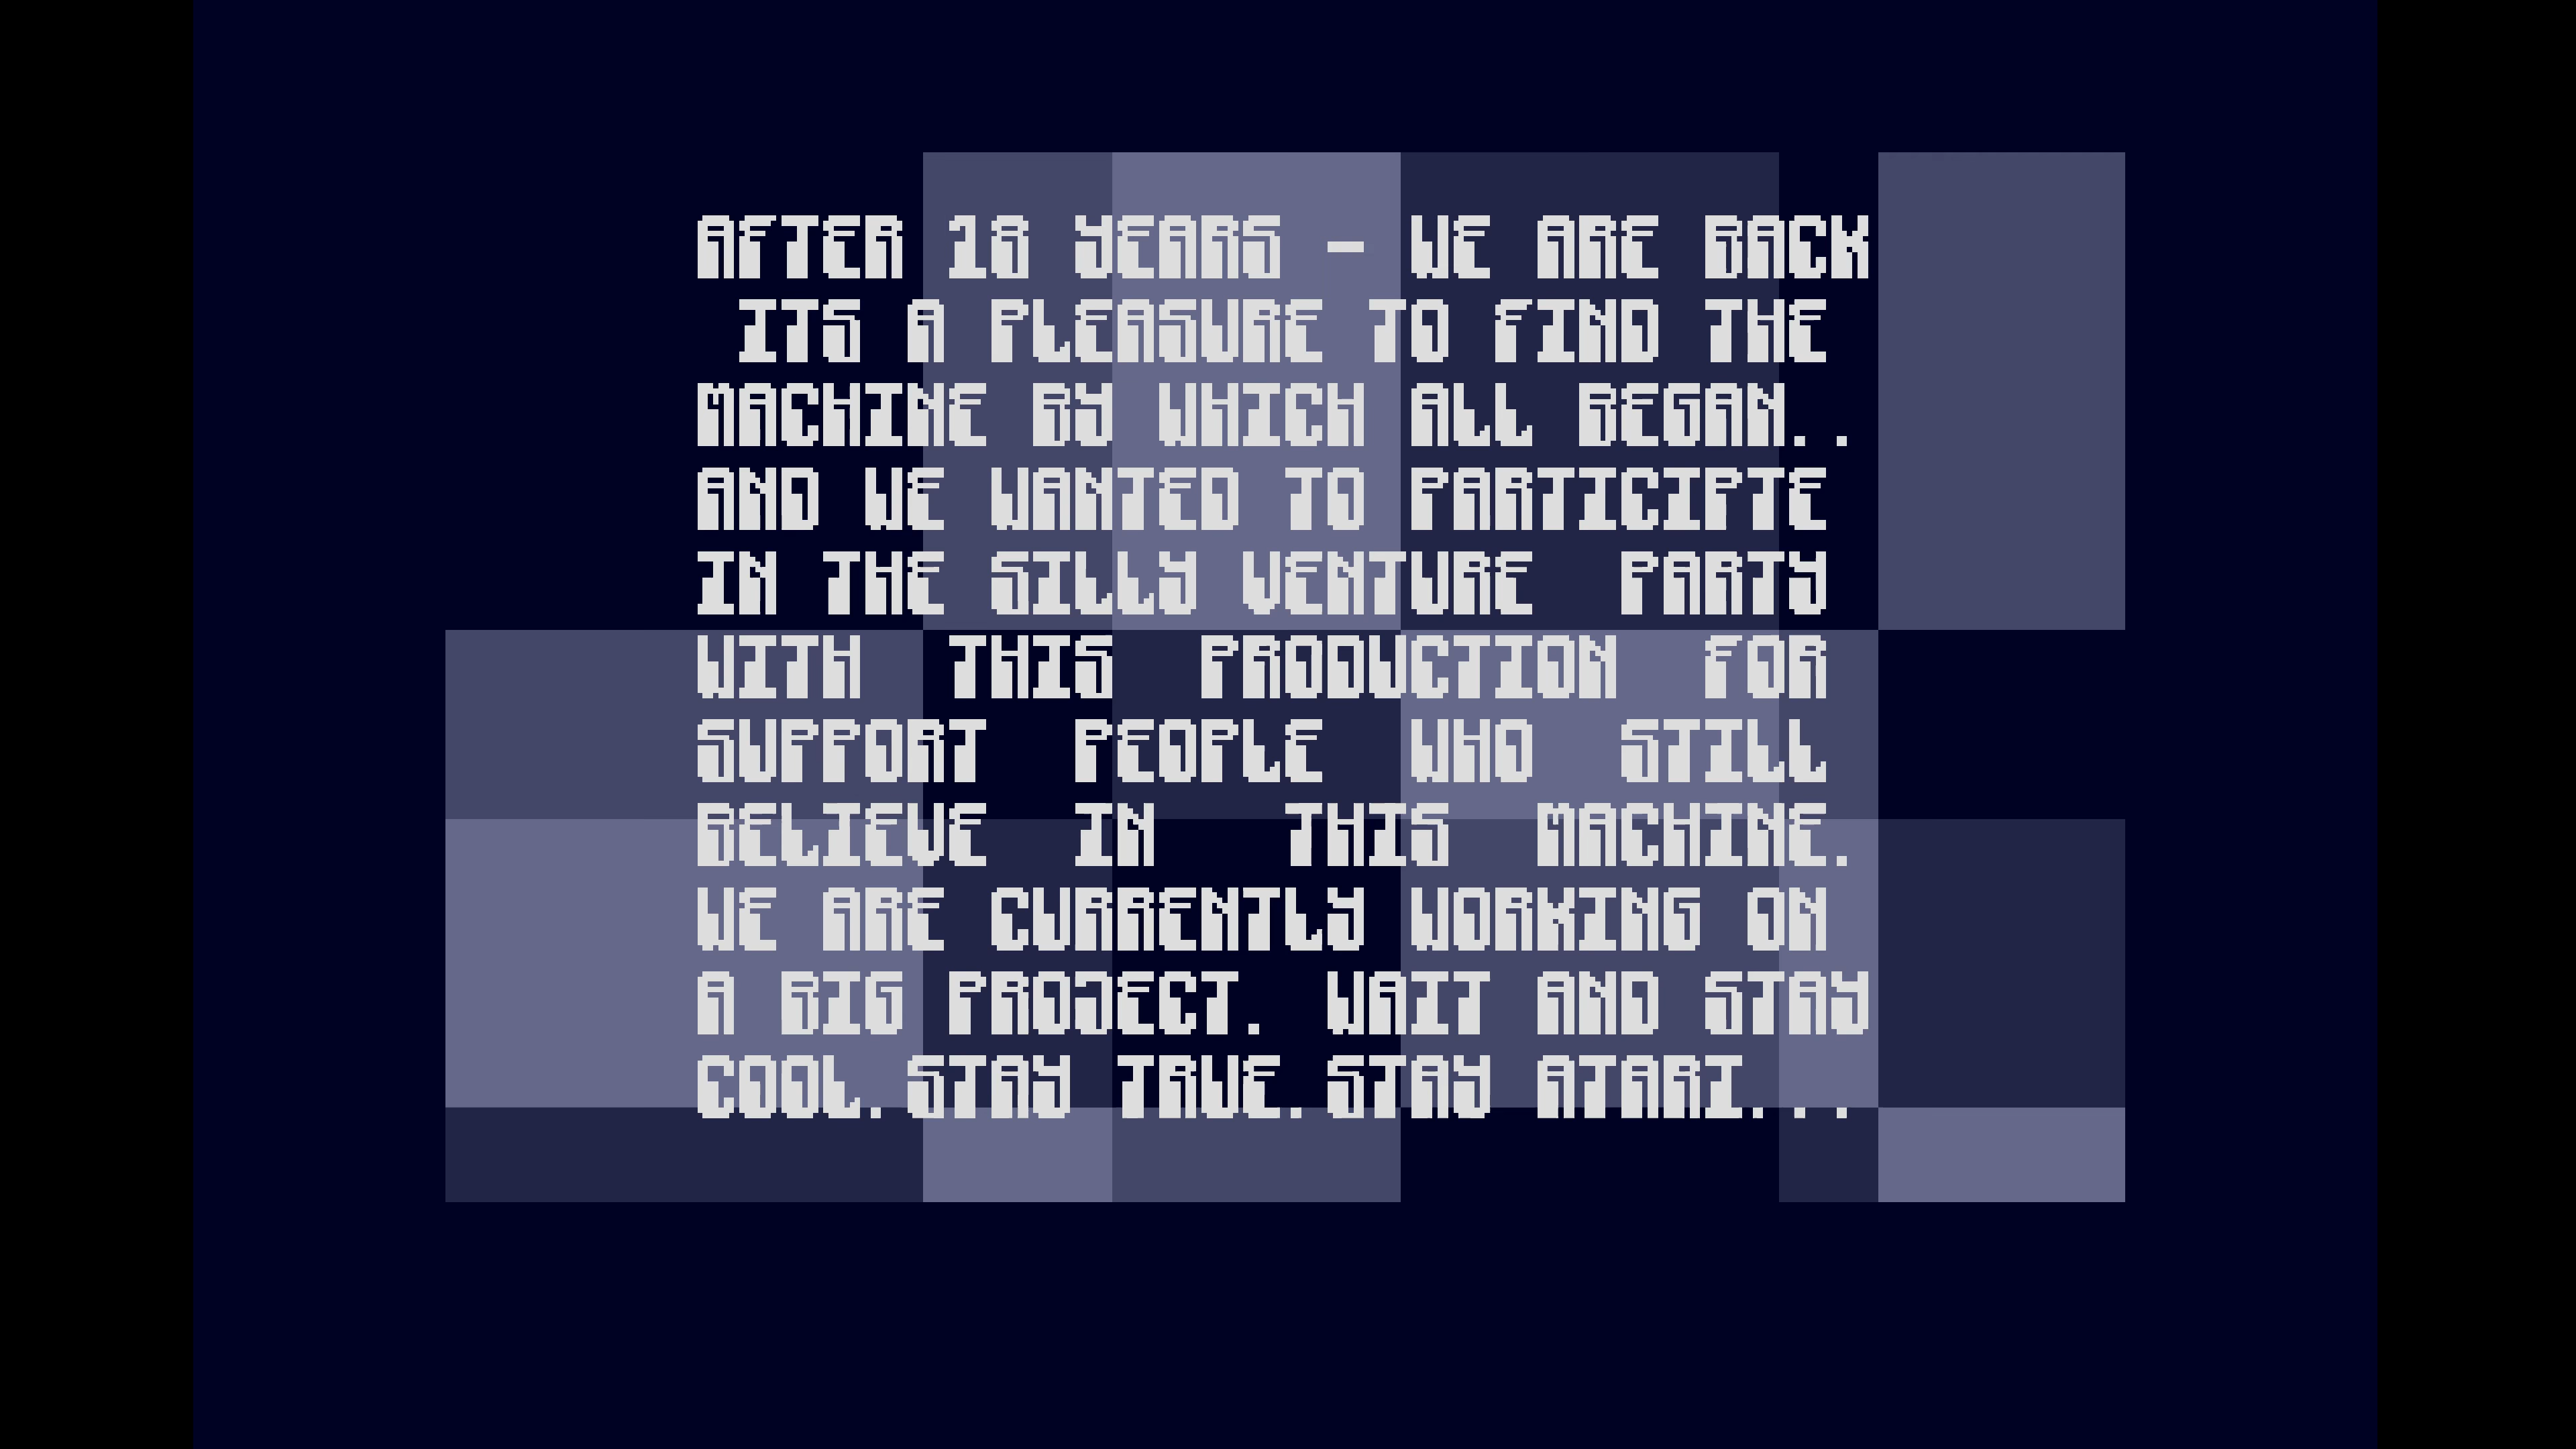 AFTER 18 YEARS - WE ARE BACK
ITS A PLEASURE TO FIND THE
MACHINE BY WHICH ALL BEGAN..
AND WE WANTED TO PARTICIPTE
IN THE SILLY VENTURE PARTY
WITH THIS PRODUCTION FOR
SUPPORT PEOPLE WHO STILL
BELIEVE IN THIS MACHINE.
WE ARE CURRENTLY WORKING ON
A BIG PROJECT. WAIT AND STAY
COOL.STAY TRUE.STAY ATARI...